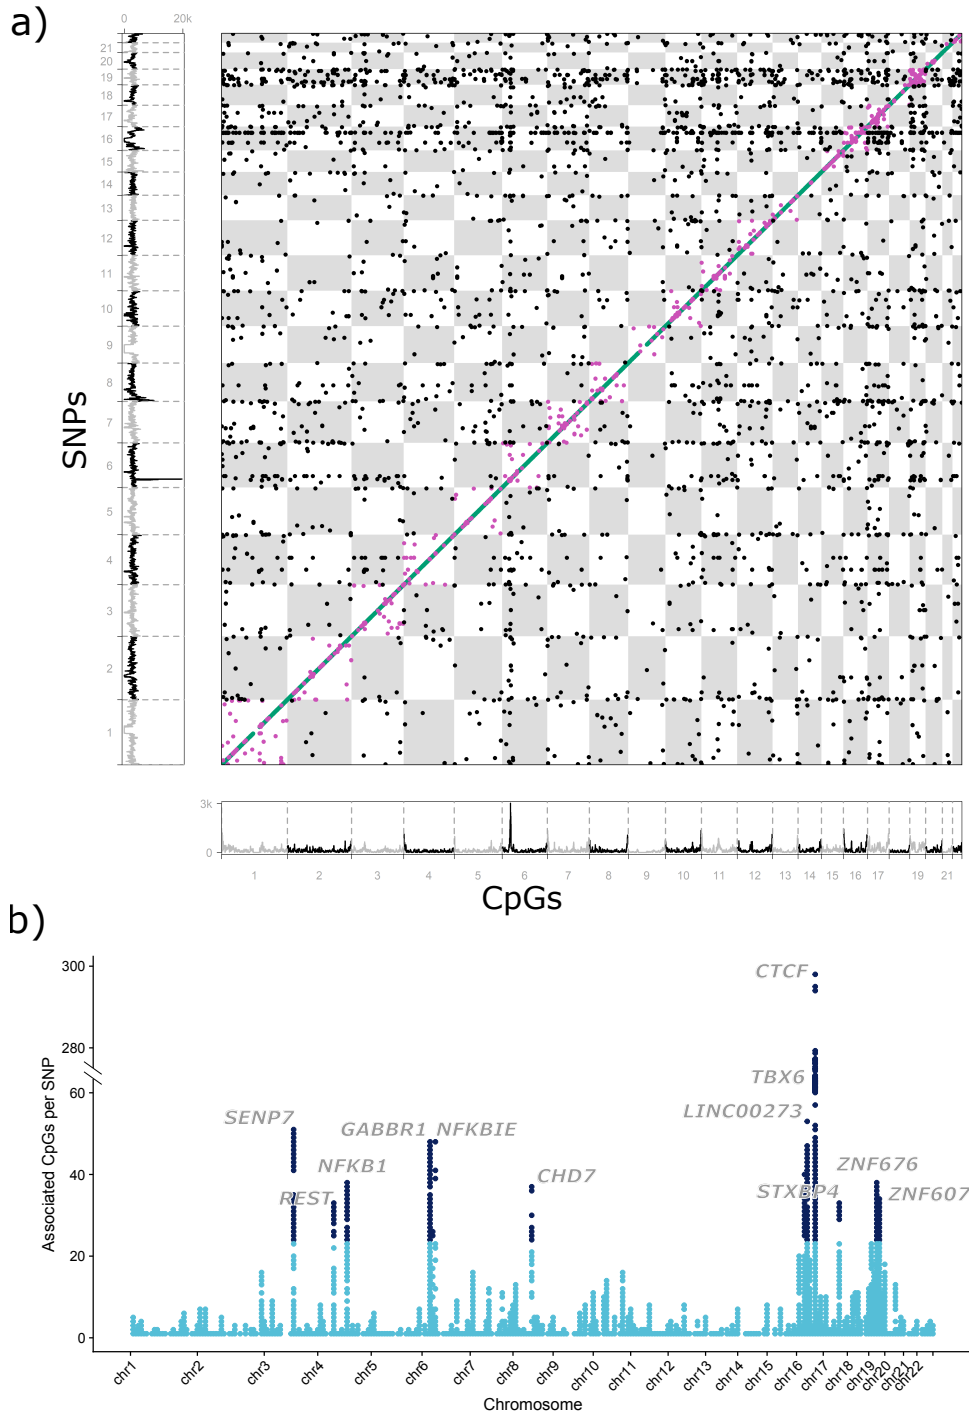 a)
0 20k
21
20
19
18
17
16
15
14
13
12
11
10
9
8
7
6
5
4
3
2
1
SNPs
3k
0
1 2 3 4 5 6 7 8 9 10 11 12 13 14 15 16 17 19 21
CpGs
b)
Associated CpGs per SNP
300
280
60
40
20
0
CTCF
TBX6
LINC00273
SENP7
GABBR1 NFKBIE
NFKB1
REST
CHD7
ZNF676
STXBP4
ZNF607
chr1 chr2 chr3 chr4 chr5 chr6 chr7 chr8 chr9 chr10 chr11 chr12 chr13 chr14 chr15 chr16 chr17 chr18 chr19 chr20 chr21 chr22
Chromosome